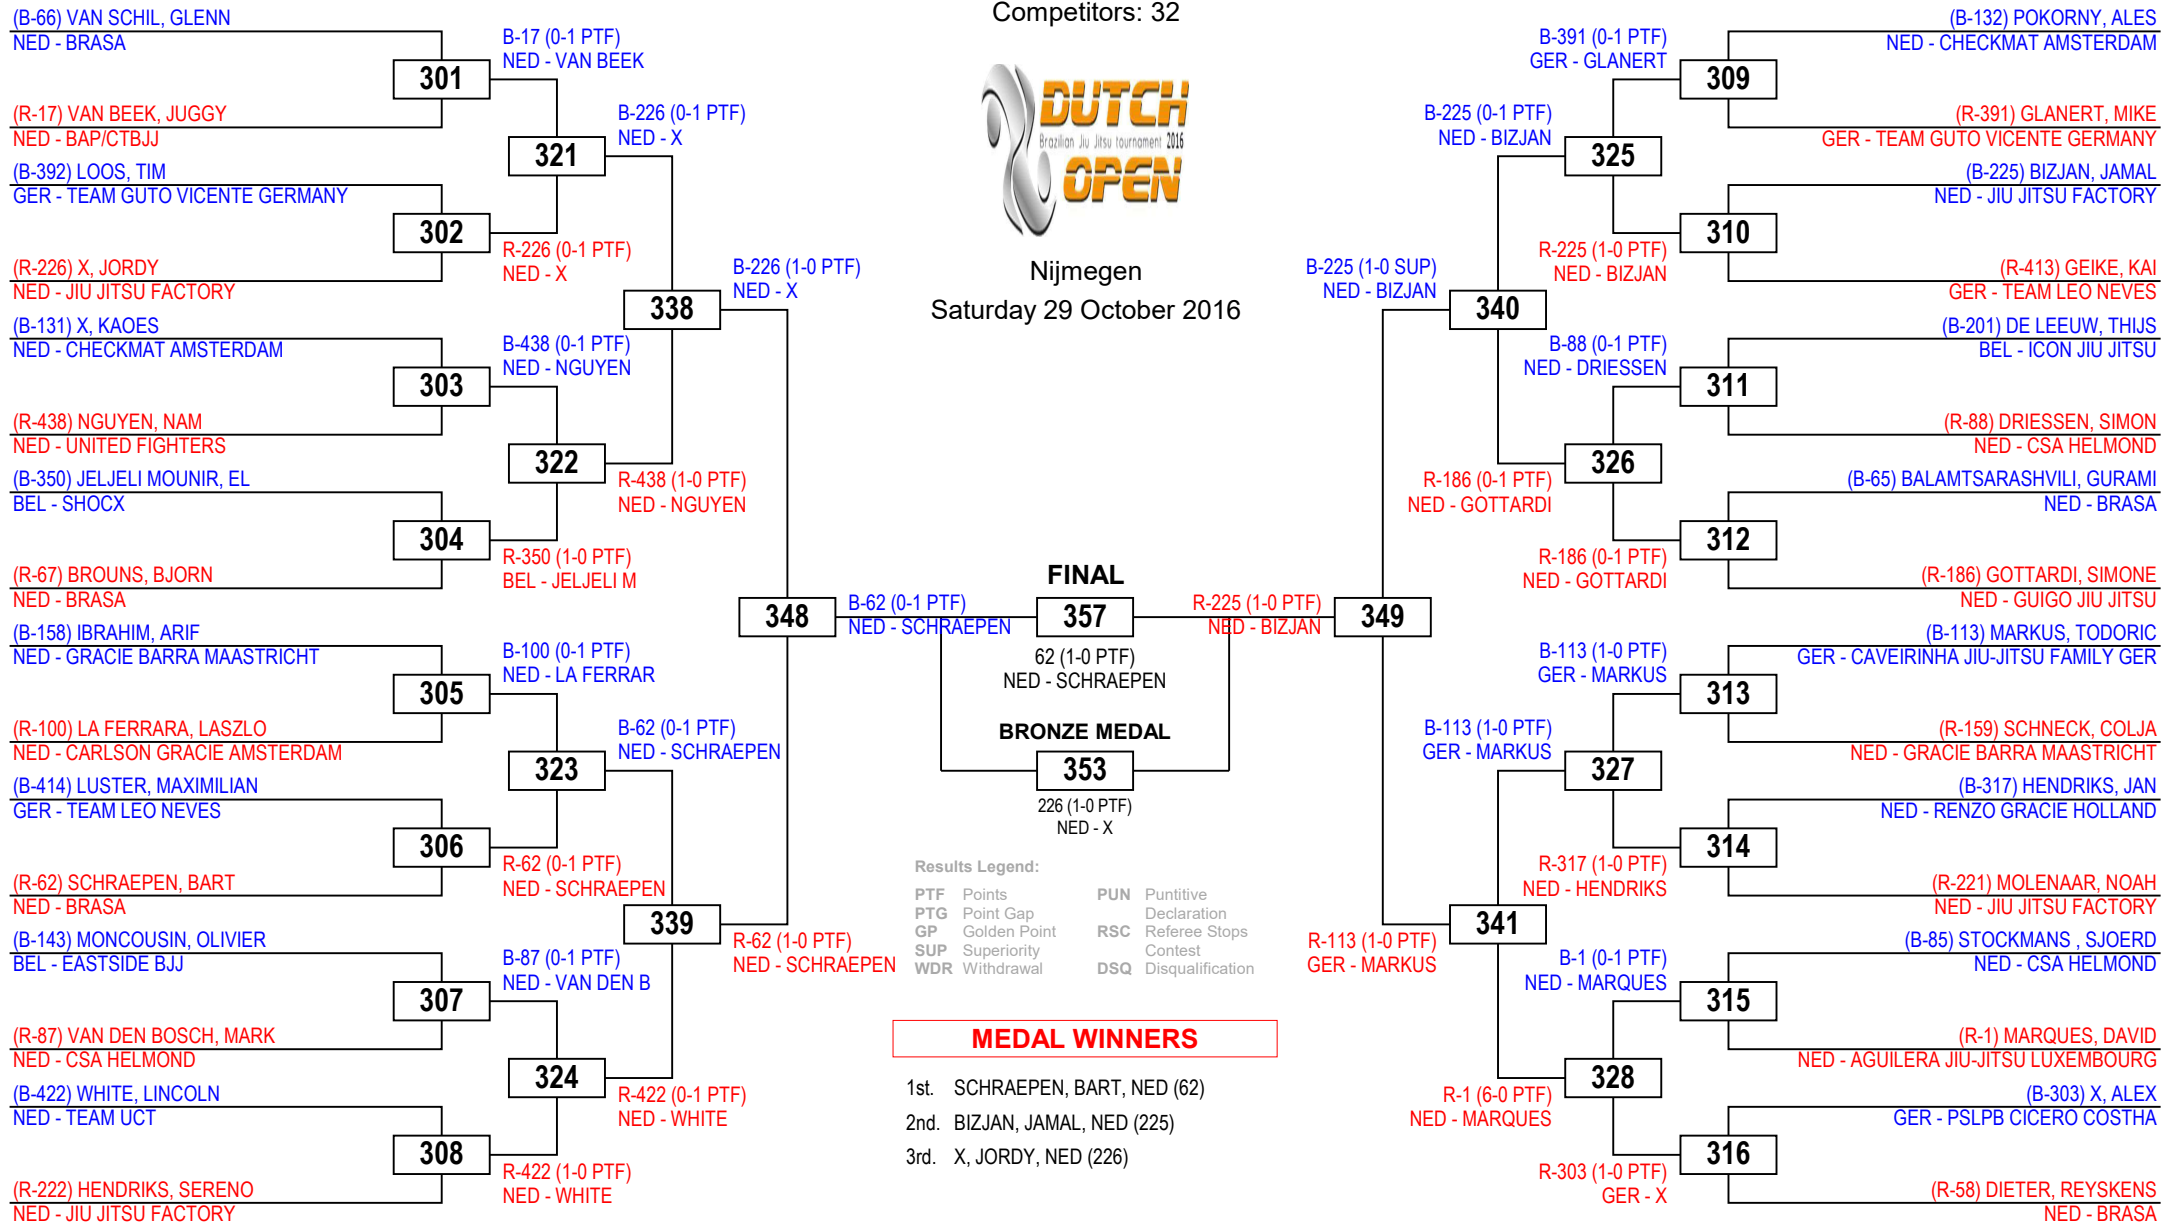 Competitors: 32
DUTCH
Brazilian Jiu Jitsu tournament 2016
OPEN
Nijmegen
Saturday 29 October 2016
(B-66) VAN SCHIL, GLENN
NED - BRASA
301
(R-17) VAN BEEK, JUGGY
NED - BAP/CTBJJ
(B-392) LOOS, TIM
GER - TEAM GUTO VICENTE GERMANY
302
(R-226) X, JORDY
NED - JIU JITSU FACTORY
(B-131) X, KAOES
NED - CHECKMAT AMSTERDAM
303
(R-438) NGUYEN, NAM
NED - UNITED FIGHTERS
(B-350) JELJELI MOUNIR, EL
BEL - SHOCX
304
(R-67) BROUNS, BJORN
NED - BRASA
(B-158) IBRAHIM, ARIF
NED - GRACIE BARRA MAASTRICHT
305
(R-100) LA FERRARA, LASZLO
NED - CARLSON GRACIE AMSTERDAM
(B-414) LUSTER, MAXIMILIAN
GER - TEAM LEO NEVES
306
(R-62) SCHRAEPEN, BART
NED - BRASA
(B-143) MONCOUSIN, OLIVIER
BEL - EASTSIDE BJJ
307
(R-87) VAN DEN BOSCH, MARK
NED - CSA HELMOND
(B-422) WHITE, LINCOLN
NED - TEAM UCT
308
(R-222) HENDRIKS, SERENO
NED - JIU JITSU FACTORY
B-17 (0-1 PTF)
NED - VAN BEEK
321
R-226 (0-1 PTF)
NED - X
B-438 (0-1 PTF)
NED - NGUYEN
322
R-350 (1-0 PTF)
BEL - JELJELI M
B-100 (0-1 PTF)
NED - LA FERRAR
323
R-62 (0-1 PTF)
NED - SCHRAEPEN
B-87 (0-1 PTF)
NED - VAN DEN B
324
R-422 (1-0 PTF)
NED - WHITE
B-226 (0-1 PTF)
NED - X
338
R-438 (1-0 PTF)
NED - NGUYEN
B-62 (0-1 PTF)
NED - SCHRAEPEN
339
R-422 (0-1 PTF)
NED - WHITE
B-226 (1-0 PTF)
NED - X
348
R-62 (1-0 PTF)
NED - SCHRAEPEN
B-62 (0-1 PTF)
NED - SCHRAEPEN
FINAL
357
62 (1-0 PTF)
NED - SCHRAEPEN
BRONZE MEDAL
353
226 (1-0 PTF)
NED - X
R-225 (1-0 PTF)
NED - BIZJAN
349
B-225 (1-0 SUP)
NED - BIZJAN
R-113 (1-0 PTF)
GER - MARKUS
B-225 (0-1 PTF)
NED - BIZJAN
340
R-186 (0-1 PTF)
NED - GOTTARDI
B-113 (1-0 PTF)
GER - MARKUS
341
R-1 (6-0 PTF)
NED - MARQUES
B-391 (0-1 PTF)
GER - GLANERT
325
R-225 (1-0 PTF)
NED - BIZJAN
B-88 (0-1 PTF)
NED - DRIESSEN
326
R-186 (0-1 PTF)
NED - GOTTARDI
B-113 (1-0 PTF)
GER - MARKUS
327
R-317 (1-0 PTF)
NED - HENDRIKS
B-1 (0-1 PTF)
NED - MARQUES
328
R-303 (1-0 PTF)
GER - X
(B-132) POKORNY, ALES
NED - CHECKMAT AMSTERDAM
309
(R-391) GLANERT, MIKE
GER - TEAM GUTO VICENTE GERMANY
(B-225) BIZJAN, JAMAL
NED - JIU JITSU FACTORY
310
(R-413) GEIKE, KAI
GER - TEAM LEO NEVES
(B-201) DE LEEUW, THIJS
BEL - ICON JIU JITSU
311
(R-88) DRIESSEN, SIMON
NED - CSA HELMOND
(B-65) BALAMTSARASHVILI, GURAMI
NED - BRASA
312
(R-186) GOTTARDI, SIMONE
NED - GUIGO JIU JITSU
(B-113) MARKUS, TODORIC
GER - CAVEIRINHA JIU-JITSU FAMILY GER
313
(R-159) SCHNECK, COLJA
NED - GRACIE BARRA MAASTRICHT
(B-317) HENDRIKS, JAN
NED - RENZO GRACIE HOLLAND
314
(R-221) MOLENAAR, NOAH
NED - JIU JITSU FACTORY
(B-85) STOCKMANS , SJOERD
NED - CSA HELMOND
315
(R-1) MARQUES, DAVID
NED - AGUILERA JIU-JITSU LUXEMBOURG
(B-303) X, ALEX
GER - PSLPB CICERO COSTHA
316
(R-58) DIETER, REYSKENS
NED - BRASA
Results Legend:
PTF Points PUN Puntitive
PTG Point Gap Declaration
GP Golden Point RSC Referee Stops
SUP Superiority Contest
WDR Withdrawal DSQ Disqualification
MEDAL WINNERS
1st. SCHRAEPEN, BART, NED (62)
2nd. BIZJAN, JAMAL, NED (225)
3rd. X, JORDY, NED (226)